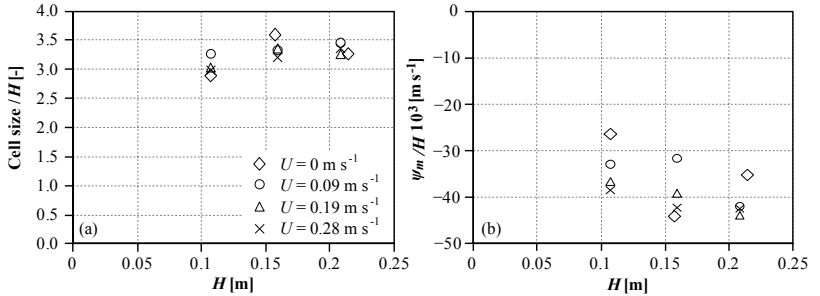 4.0
3.5
3.0
2.5
2.0
1.5
1.0
0.5
0.0
Cell size / H [-]
U = 0 m s⁻¹
U = 0.09 m s⁻¹
U = 0.19 m s⁻¹
U = 0.28 m s⁻¹
(a)
0 0.05 0.1 0.15 0.2 0.25
H [m]
0
−10
−20
−30
−40
−50
ψm/H 10³ [m s⁻¹]
(b)
0 0.05 0.1 0.15 0.2 0.25
H [m]